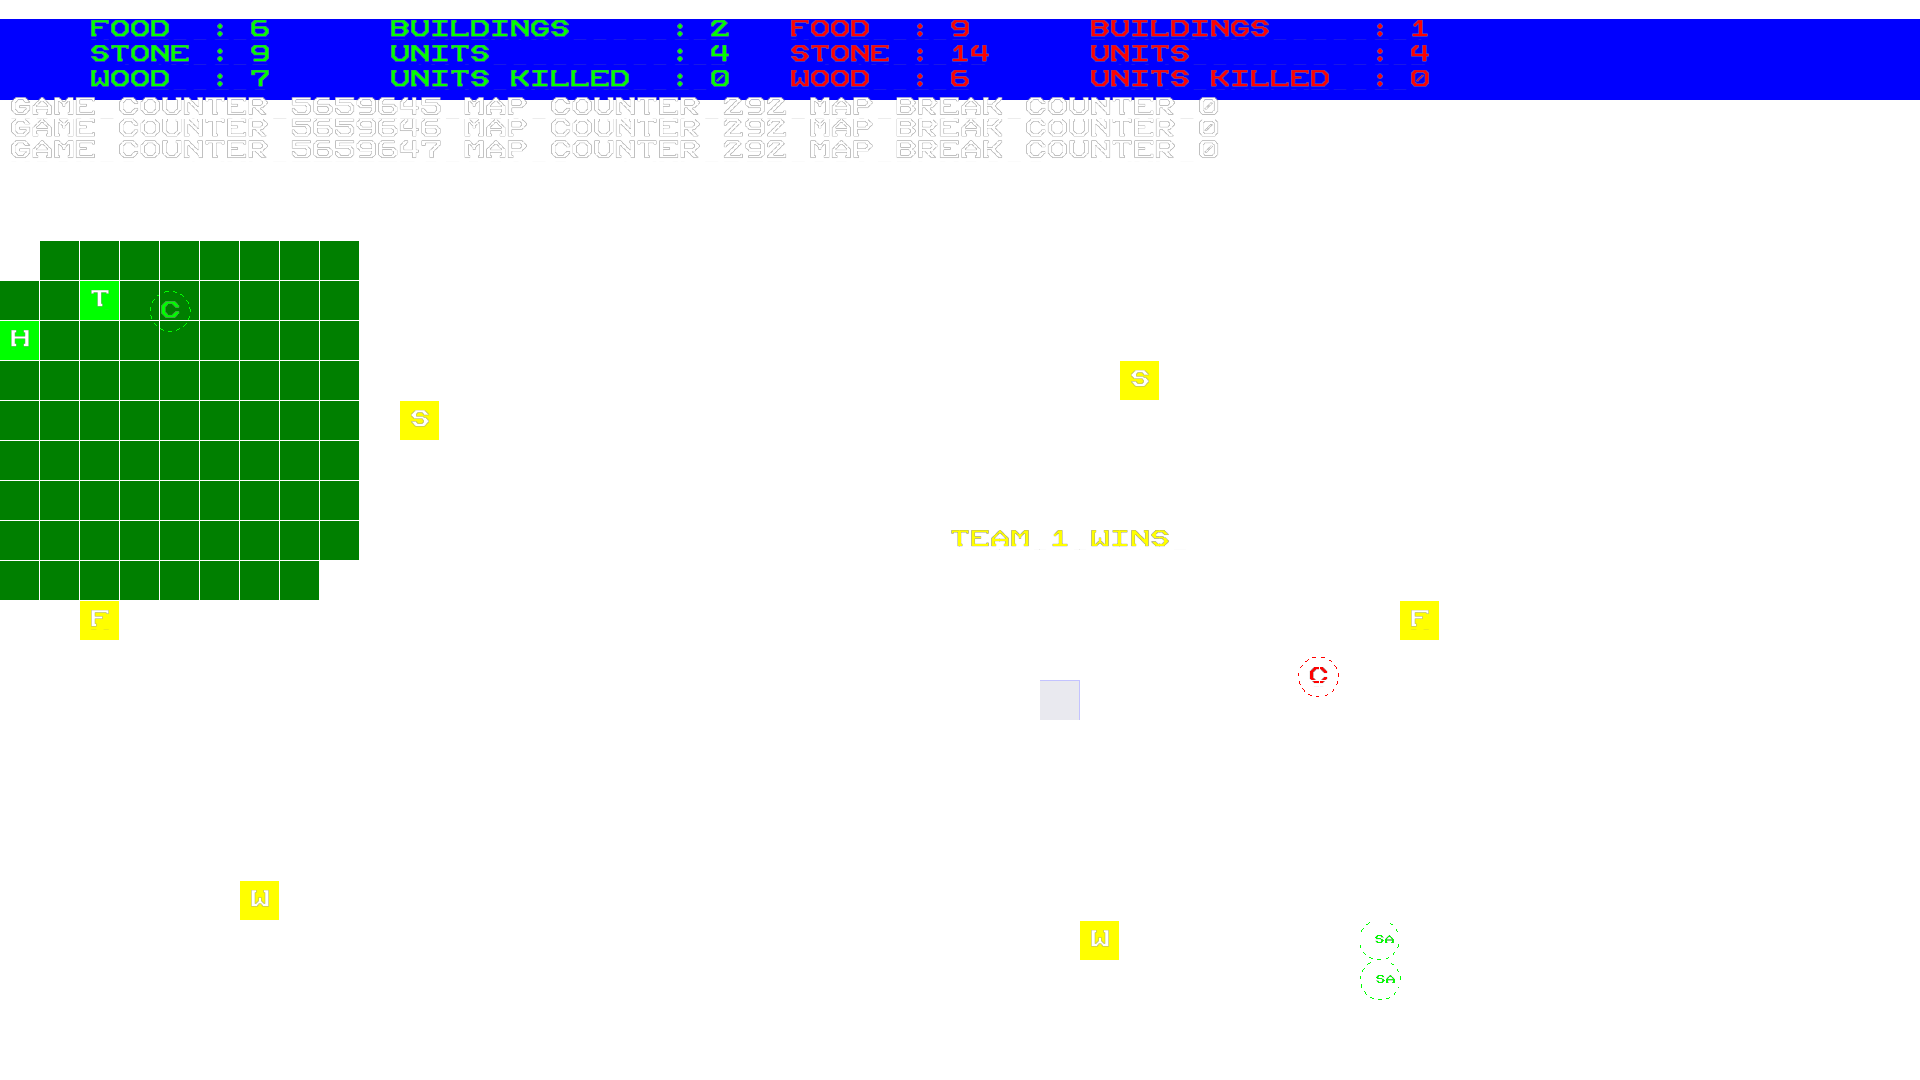 FOOD : 6 BUILDINGS : 2 FOOD : 9 BUILDINGS : 1
STONE : 9 UNITS : 4 STONE : 14 UNITS : 4
WOOD : 7 UNITS KILLED : 0 WOOD : 6 UNITS KILLED : 0
GAME COUNTER 5659645 MAP COUNTER 292 MAP BREAK COUNTER 0
GAME COUNTER 5659646 MAP COUNTER 292 MAP BREAK COUNTER 0
GAME COUNTER 5659647 MAP COUNTER 292 MAP BREAK COUNTER 0
T C
H
S
S
TEAM 1 WINS
F F
C
W
W SA
SA